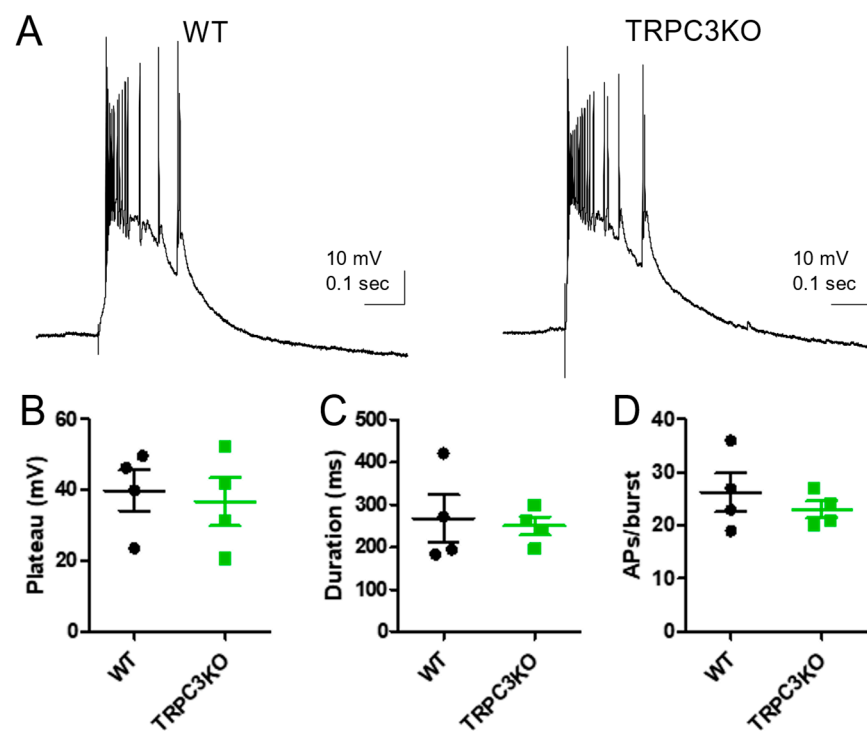 A
WT
TRPC3KO
10 mV
0.1 sec
10 mV
0.1 sec
B
Plateau (mV)
60
40
20
0
WT
TRPC3KO
C
Duration (ms)
500
400
300
200
100
0
WT
TRPC3KO
D
APs/burst
40
30
20
10
0
WT
TRPC3KO